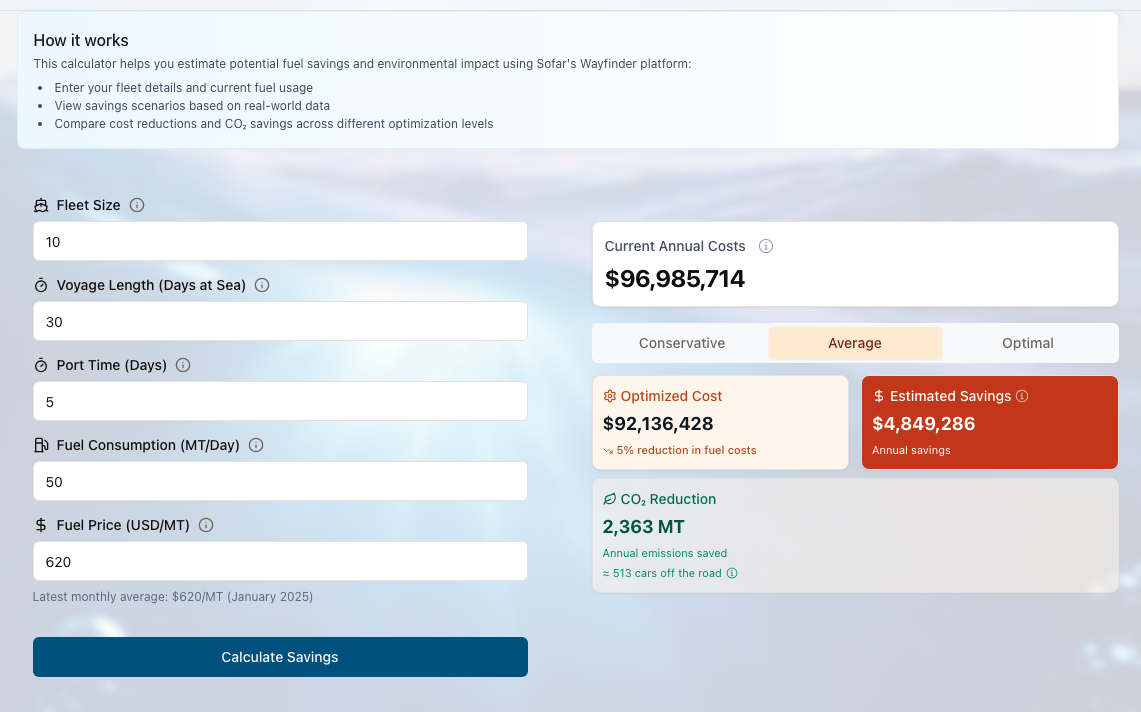 How it works
This calculator helps you estimate potential fuel savings and environmental impact using Sofar's Wayfinder platform:
• Enter your fleet details and current fuel usage
• View savings scenarios based on real-world data
• Compare cost reductions and CO₂ savings across different optimization levels
Fleet Size
10
Voyage Length (Days at Sea)
30
Port Time (Days)
5
Fuel Consumption (MT/Day)
50
Fuel Price (USD/MT)
620
Latest monthly average: $620/MT (January 2025)
Calculate Savings
Current Annual Costs
$96,985,714
Conservative
Average
Optimal
Optimized Cost
$92,136,428
5% reduction in fuel costs
Estimated Savings
$4,849,286
Annual savings
CO₂ Reduction
2,363 MT
Annual emissions saved
≈ 513 cars off the road